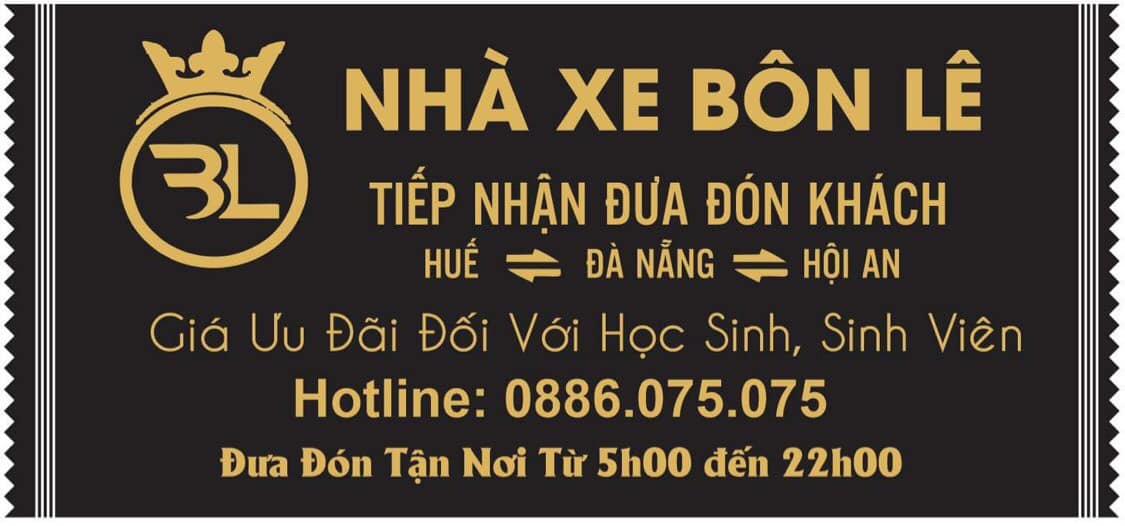 BL
NHÀ XE BÔN LÊ
TIẾP NHẬN ĐƯA ĐÓN KHÁCH
HUẾ ⇌ ĐÀ NẴNG ⇌ HỘI AN
Giá Ưu Đãi Đối Với Học Sinh, Sinh Viên
Hotline: 0886.075.075
Đưa Đón Tận Nơi Từ 5h00 đến 22h00